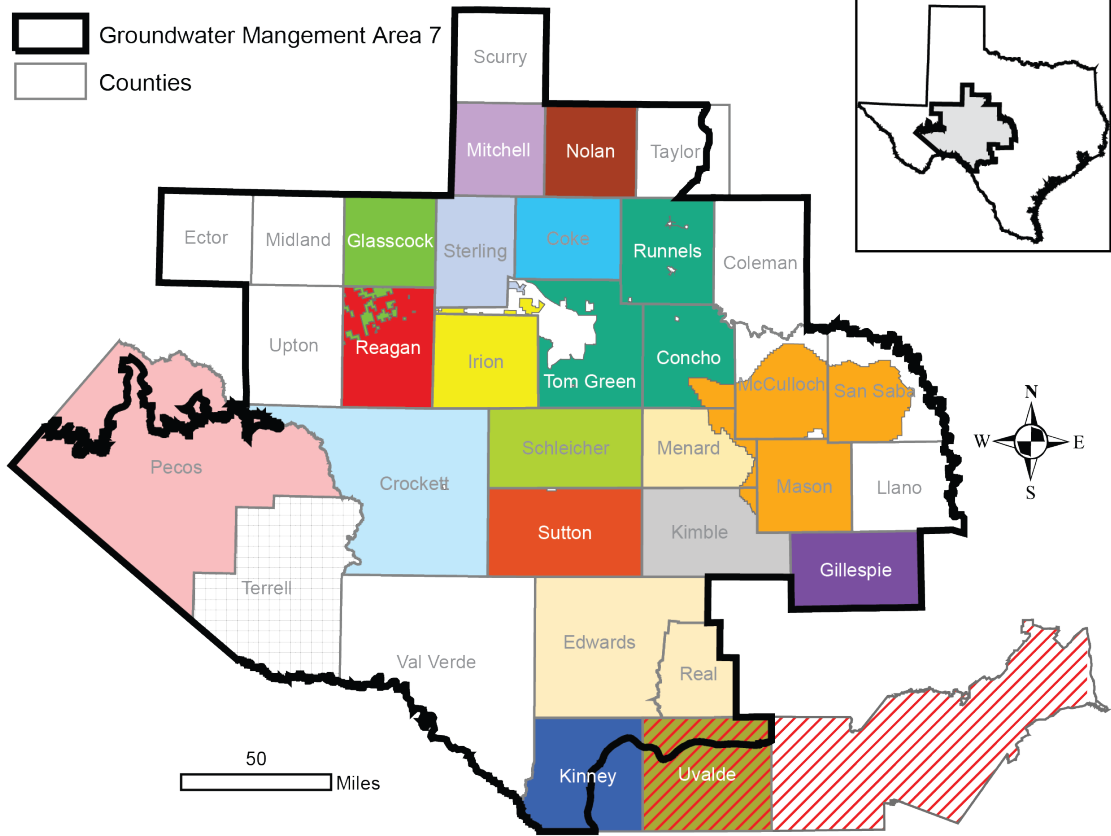 Groundwater Mangement Area 7
Counties
Scurry
Mitchell
Nolan
Taylor
Ector
Midland
Glasscock
Sterling
Coke
Runnels
Coleman
Upton
Reagan
Irion
Tom Green
Concho
McCulloch
San Saba
Pecos
Crockett
Schleicher
Menard
Mason
Llano
Sutton
Kimble
Gillespie
Terrell
Val Verde
Edwards
Real
Kinney
Uvalde
N
W
E
S
50
Miles